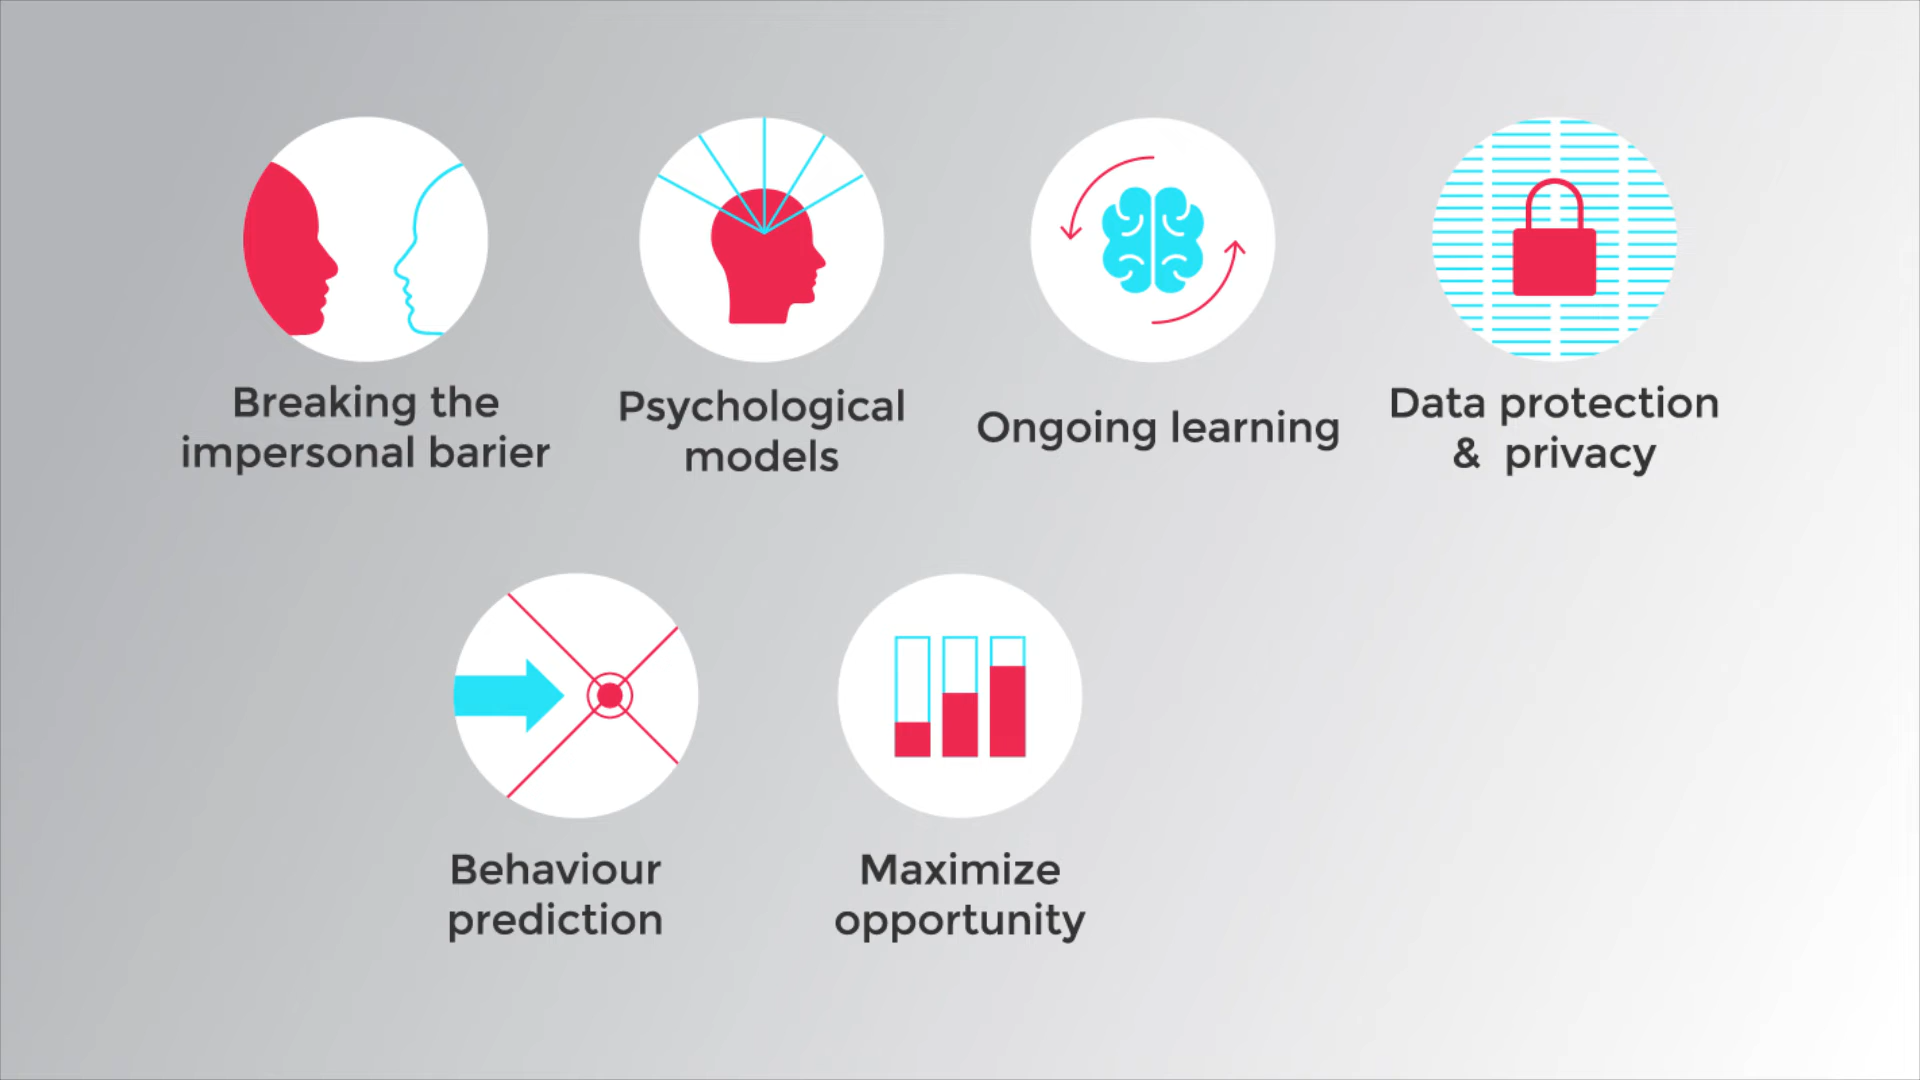 Breaking the
impersonal barier
Psychological
models
Ongoing learning
Data protection
& privacy
Behaviour
prediction
Maximize
opportunity